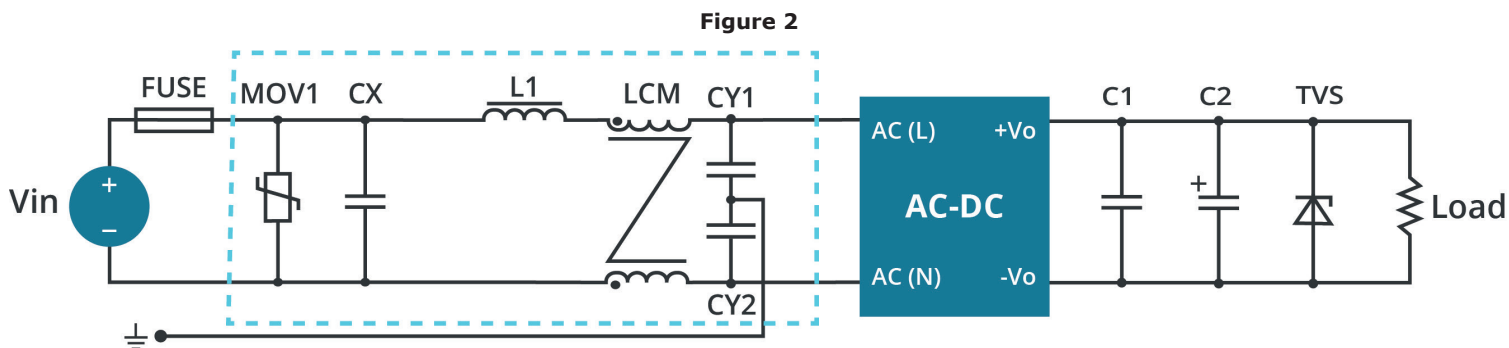 Figure 2
FUSE
MOV1
CX
L1
LCM
CY1
C1
C2
TVS
AC (L)
+Vo
+
Vin
−
AC-DC
+
Load
AC (N)
-Vo
CY2